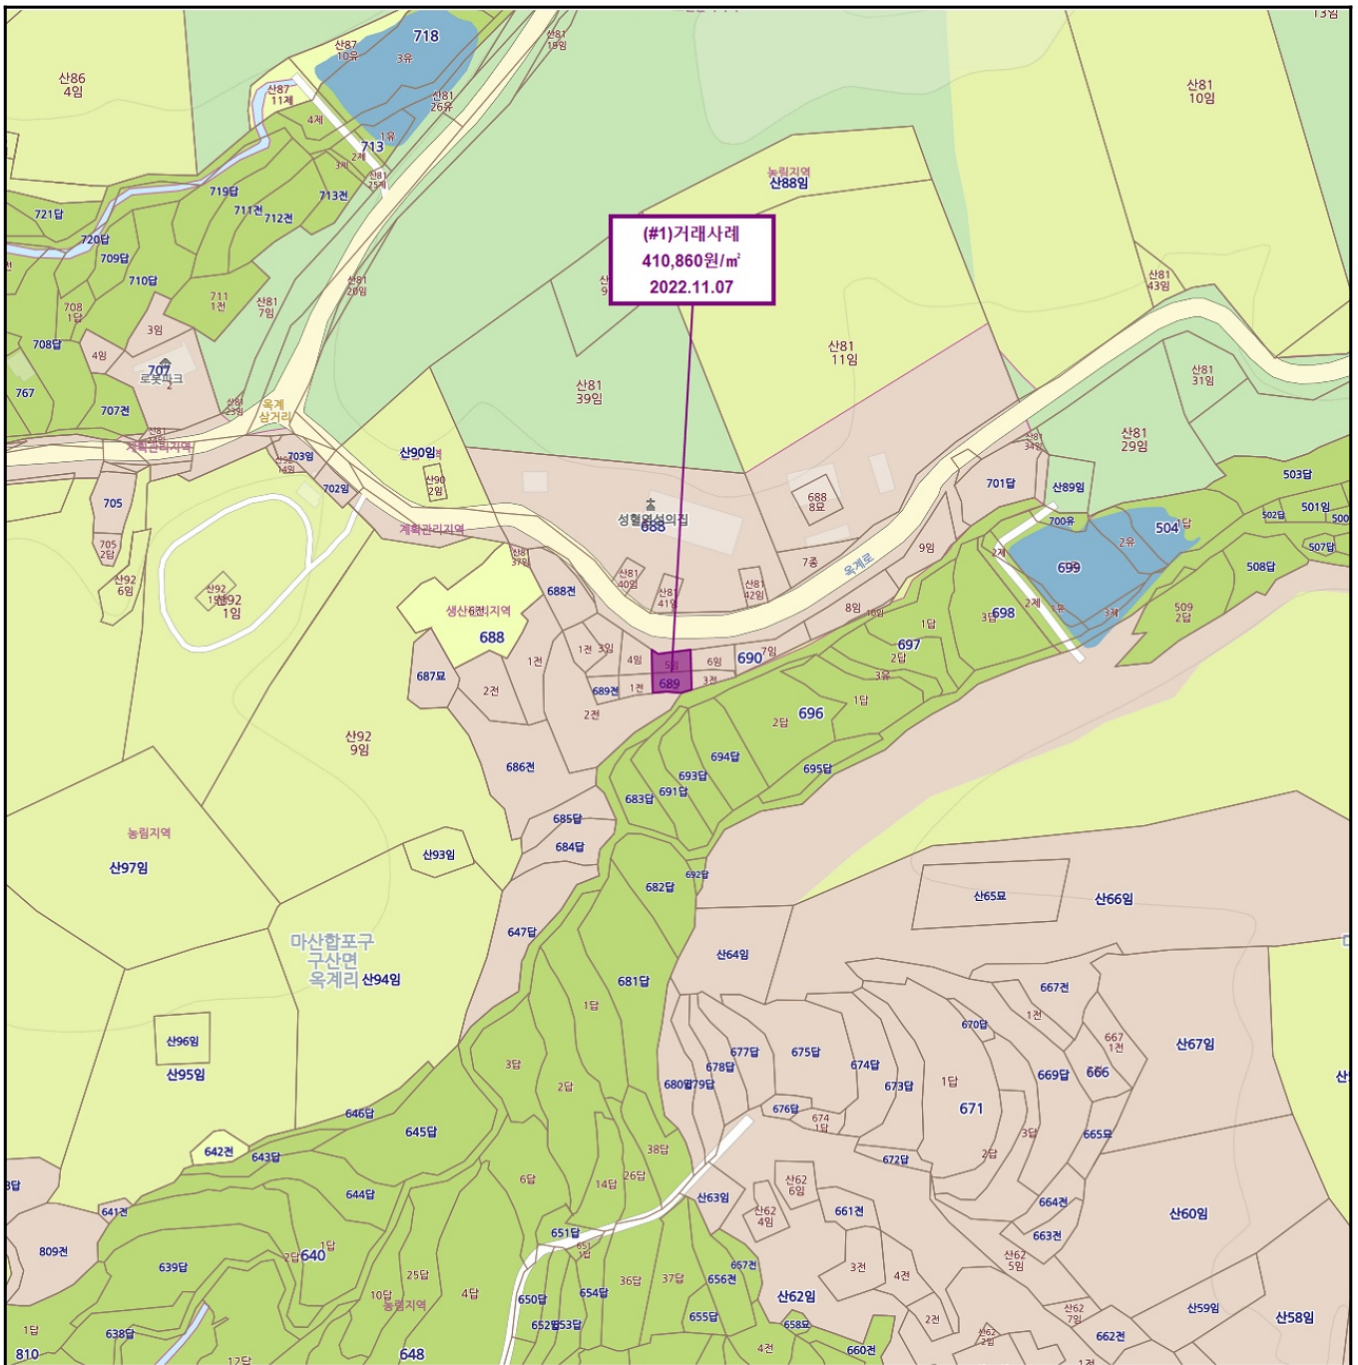 13임
718
산87
10유
3유
산81
19임
산86
4임
산87
11제
산81
26유
산81
10임
4제
1유
713
2제
3제
산81
25제
농림지역
산88임
719답
713전
711전
712전
721답
720답
709답
710답
(#1)거래사례
410,860원/㎡
2022.11.07
산81
43임
산81
20임
711
1전
산81
7임
708
1답
3임
708답
4임
산81
11임
707
로봇파크
2
767
707전
산81
39임
산81
31임
산81
23임
옥계
삼거리
산81
29임
계획관리지역
703임
702임
산90임
산90
2임
산81
34임
701답
산89임
503답
501임
502답
500
705
688
8묘
성혈원성의집
688
계획관리지역
700유
2유
504
507답
508답
705
2답
산92
6임
산92
1임
7종
옥계로
9임
2제
699
산81
40임
산81
41임
산81
42임
688전
생산관리지역
688
8임
2제
1유
3제
698
3답
509
2답
1답
697
2답
1전
3임
4임
5임
6임
690
7임
687묘
1전
2전
689전
1전
689
3전
3유
1답
2전
2답
696
산92
9임
686전
694답
693답
695답
691답
683답
685답
684답
농림지역
산97임
산93임
692답
682답
산65묘
산66임
647답
산64임
마산합포구
구산면
옥계리
산94임
681답
667전
1답
1전
670답
667
1전
산67임
산96임
산95임
3답
2답
677답
675답
678답
674답
673답
669답
666
1답
671
676답
674
1답
646답
645답
642전
643답
38답
3답
665묘
2답
672답
6답
14답
26답
산62
6임
산63임
644답
641전
산62
4임
661전
664전
663전
산60임
809전
651답
1답
2답
640
639답
657전
656전
산62
5임
25답
4답
36답
37답
3전
4전
10답
농림지역
650답
654답
산62임
655답
658묘
2전
산62
7임
산59임
산58임
662전
638답
1답
810
12답
648
4전
660전
산62
2임
1전